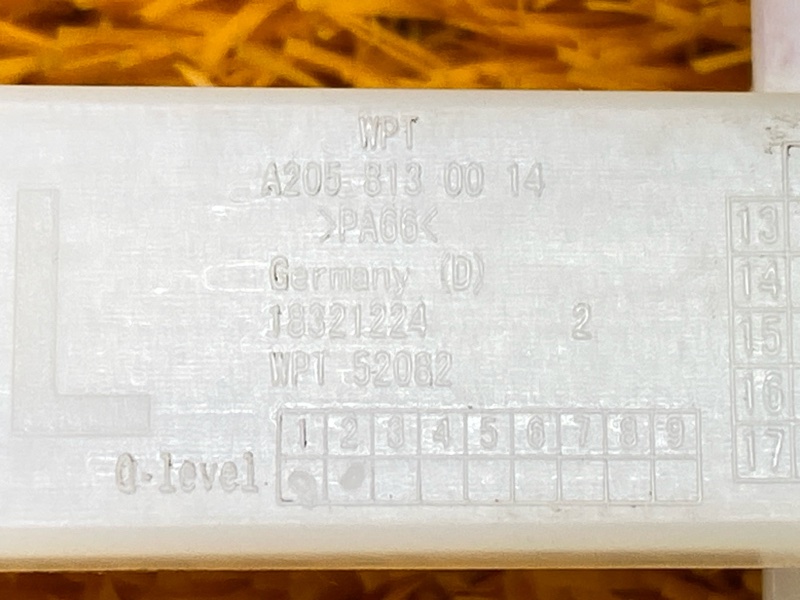 WPT
A205 813 00 14
>PA66<
Germany (D)
18321224 2
WPT 52082
L
1 2 3 4 5 6 7 8 9
Q-level
13
14
15
16
17